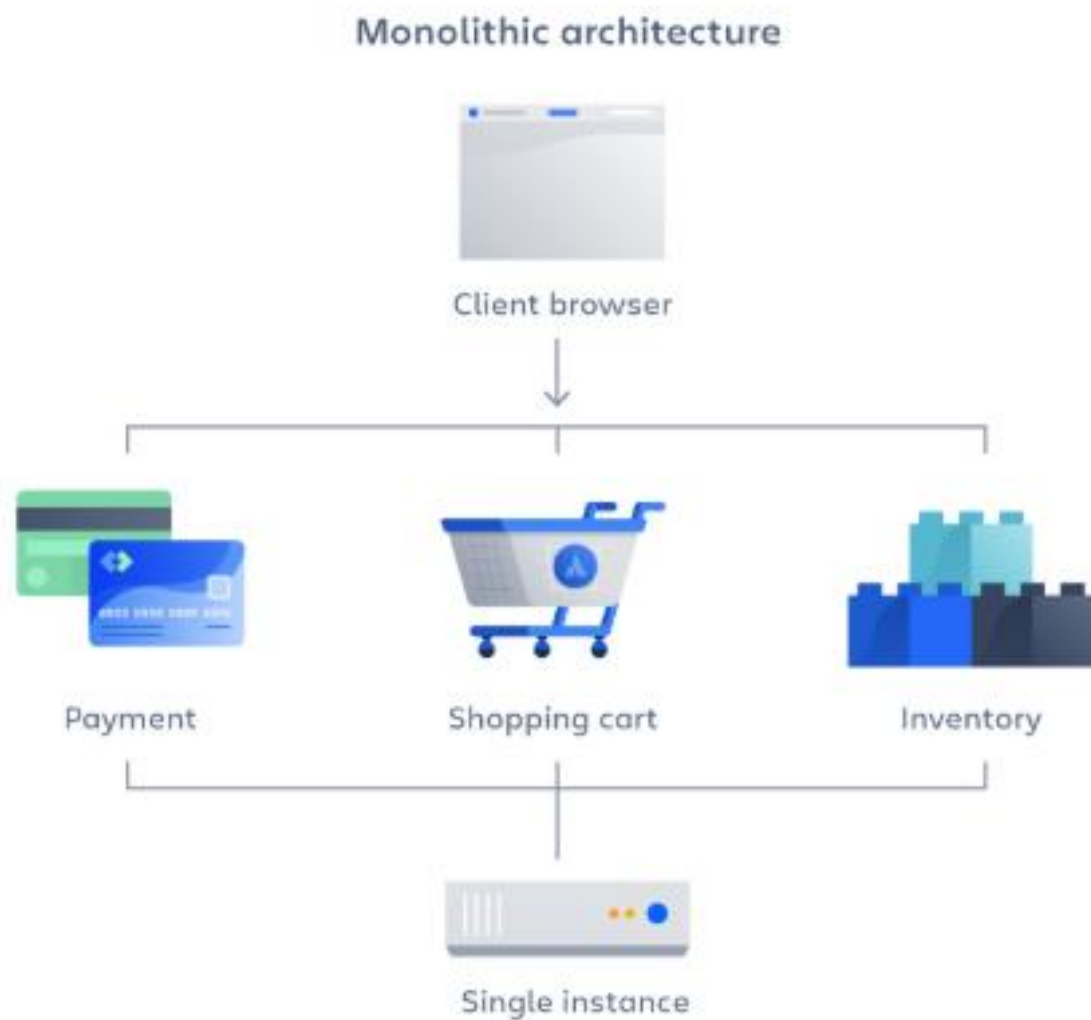 Monolithic architecture
Client browser
Payment
Shopping cart
Inventory
Single instance